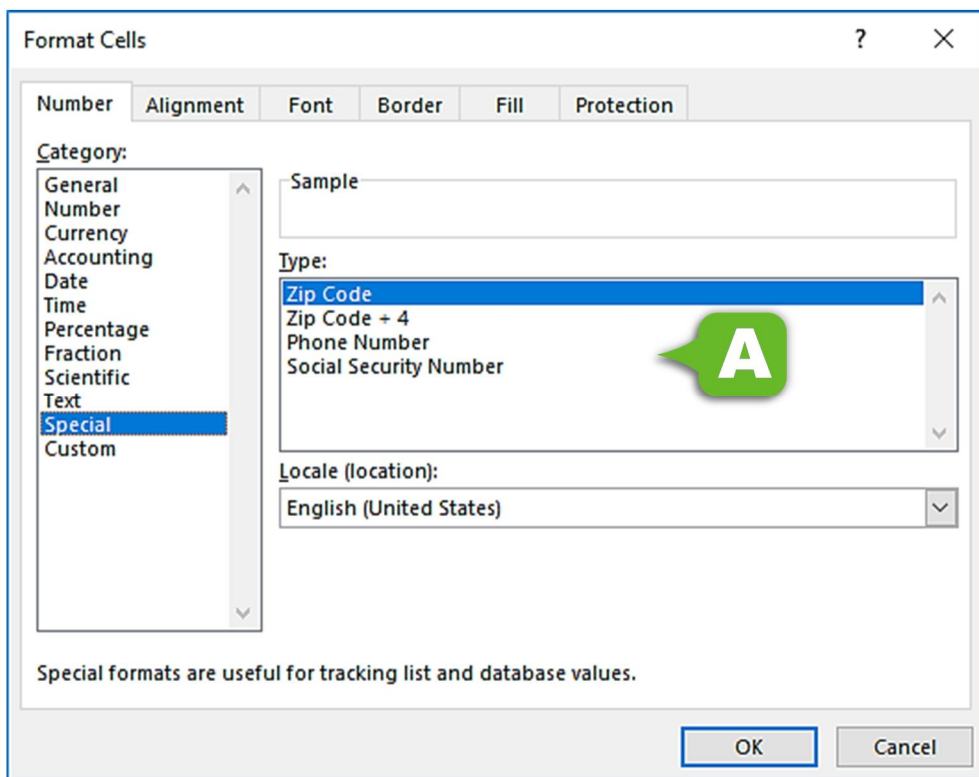 Format Cells
?
Number Alignment Font Border Fill Protection
Category:
General
Number
Currency
Accounting
Date
Time
Percentage
Fraction
Scientific
Text
Special
Custom
Sample
Type:
Zip Code
Zip Code + 4
Phone Number
Social Security Number
A
Locale (location):
English (United States)
Special formats are useful for tracking list and database values.
OK Cancel